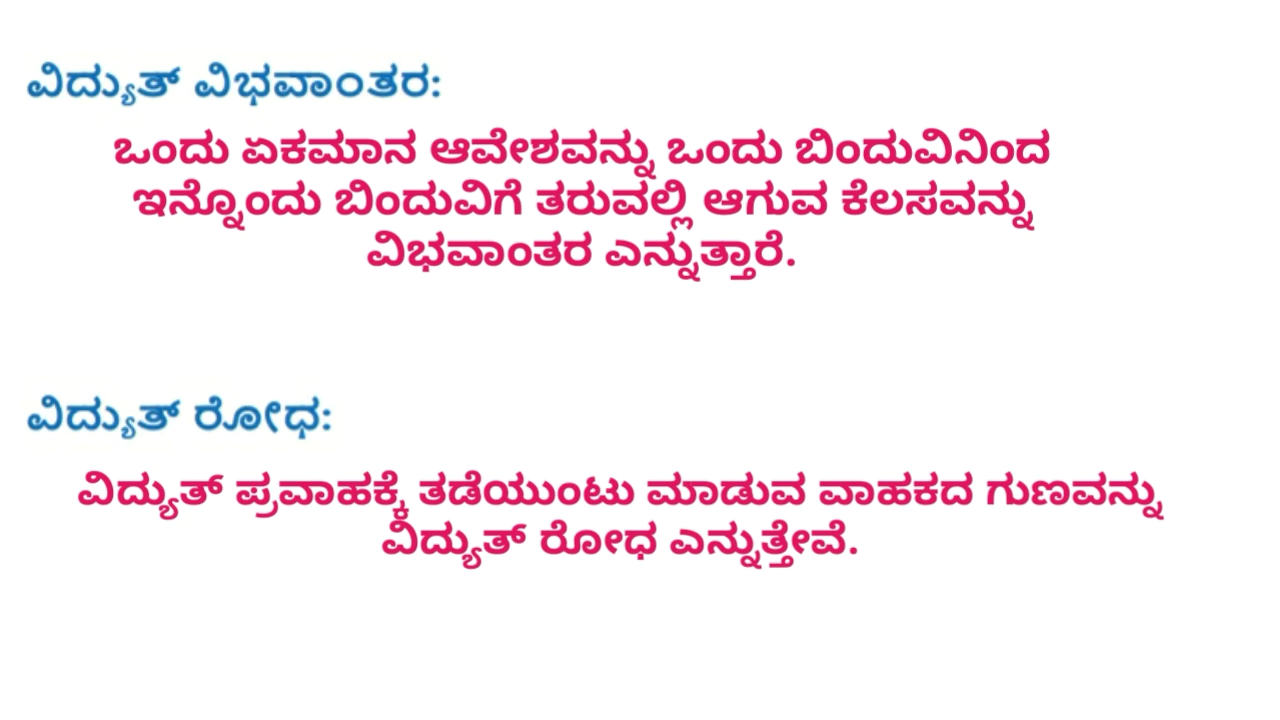 ವಿದ್ಯುತ್ ವಿಭವಾಂತರ:
ಒಂದು ಏಕಮಾನ ಆವೇಶವನ್ನು ಒಂದು ಬಿಂದುವಿನಿಂದ
ಇನ್ನೊಂದು ಬಿಂದುವಿಗೆ ತರುವಲ್ಲಿ ಆಗುವ ಕೆಲಸವನ್ನು
ವಿಭವಾಂತರ ಎನ್ನುತ್ತಾರೆ.
ವಿದ್ಯುತ್ ರೋಧ:
ವಿದ್ಯುತ್ ಪ್ರವಾಹಕ್ಕೆ ತಡೆಯುಂಟು ಮಾಡುವ ವಾಹಕದ ಗುಣವನ್ನು
ವಿದ್ಯುತ್ ರೋಧ ಎನ್ನುತ್ತೇವೆ.